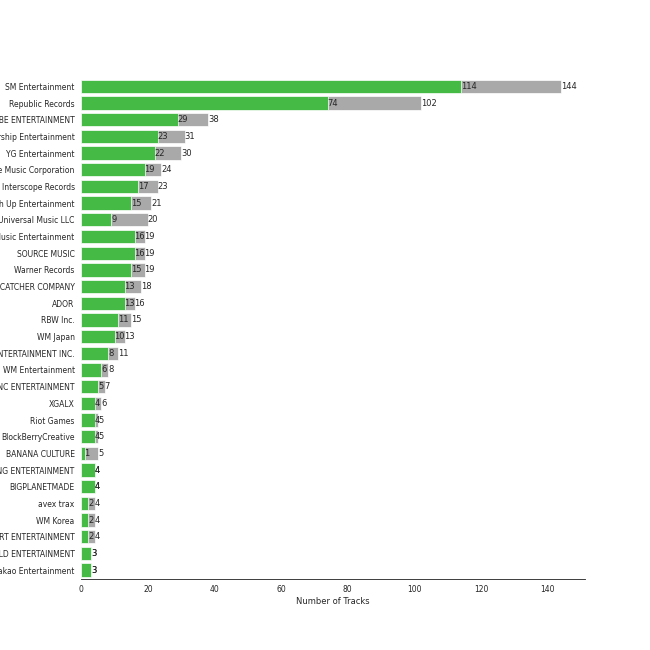 SM Entertainment 114 144
Republic Records 74 102
BE ENTERTAINMENT 29 38
rship Entertainment 23 31
YG Entertainment 22 30
e Music Corporation 19 24
Interscope Records 17 23
h Up Entertainment 15 21
Universal Music LLC 9 20
usic Entertainment 16 19
SOURCE MUSIC 16 19
Warner Records 15 19
CATCHER COMPANY 13 18
ADOR 13 16
RBW Inc. 11 15
WM Japan 10 13
NTERTAINMENT INC. 8 11
WM Entertainment 6 8
NC ENTERTAINMENT 5 7
XGALX 4 6
Riot Games 4 5
BlockBerryCreative 4 5
BANANA CULTURE 1 5
NG ENTERTAINMENT 4
BIGPLANETMADE 4
avex trax 2 4
WM Korea 2 4
RT ENTERTAINMENT 2 4
LD ENTERTAINMENT 3
akao Entertainment 3
0 20 40 60 80 100 120 140
Number of Tracks